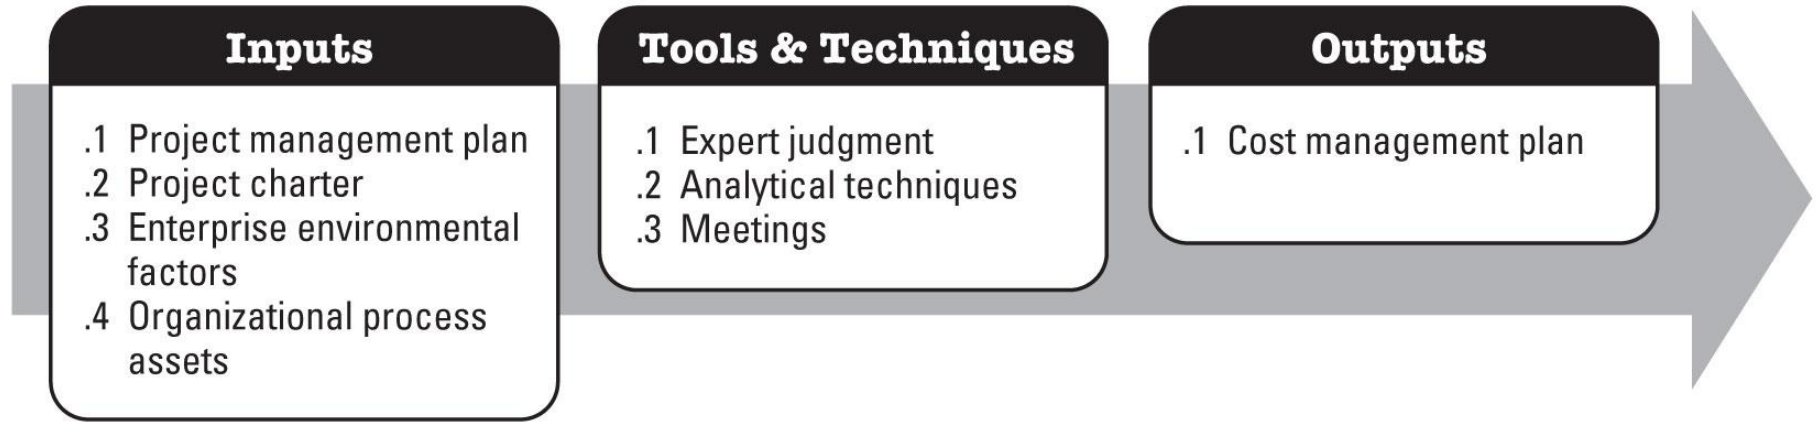 Inputs
.1 Project management plan
.2 Project charter
.3 Enterprise environmental
factors
.4 Organizational process
assets
Tools & Techniques
.1 Expert judgment
.2 Analytical techniques
.3 Meetings
Outputs
.1 Cost management plan